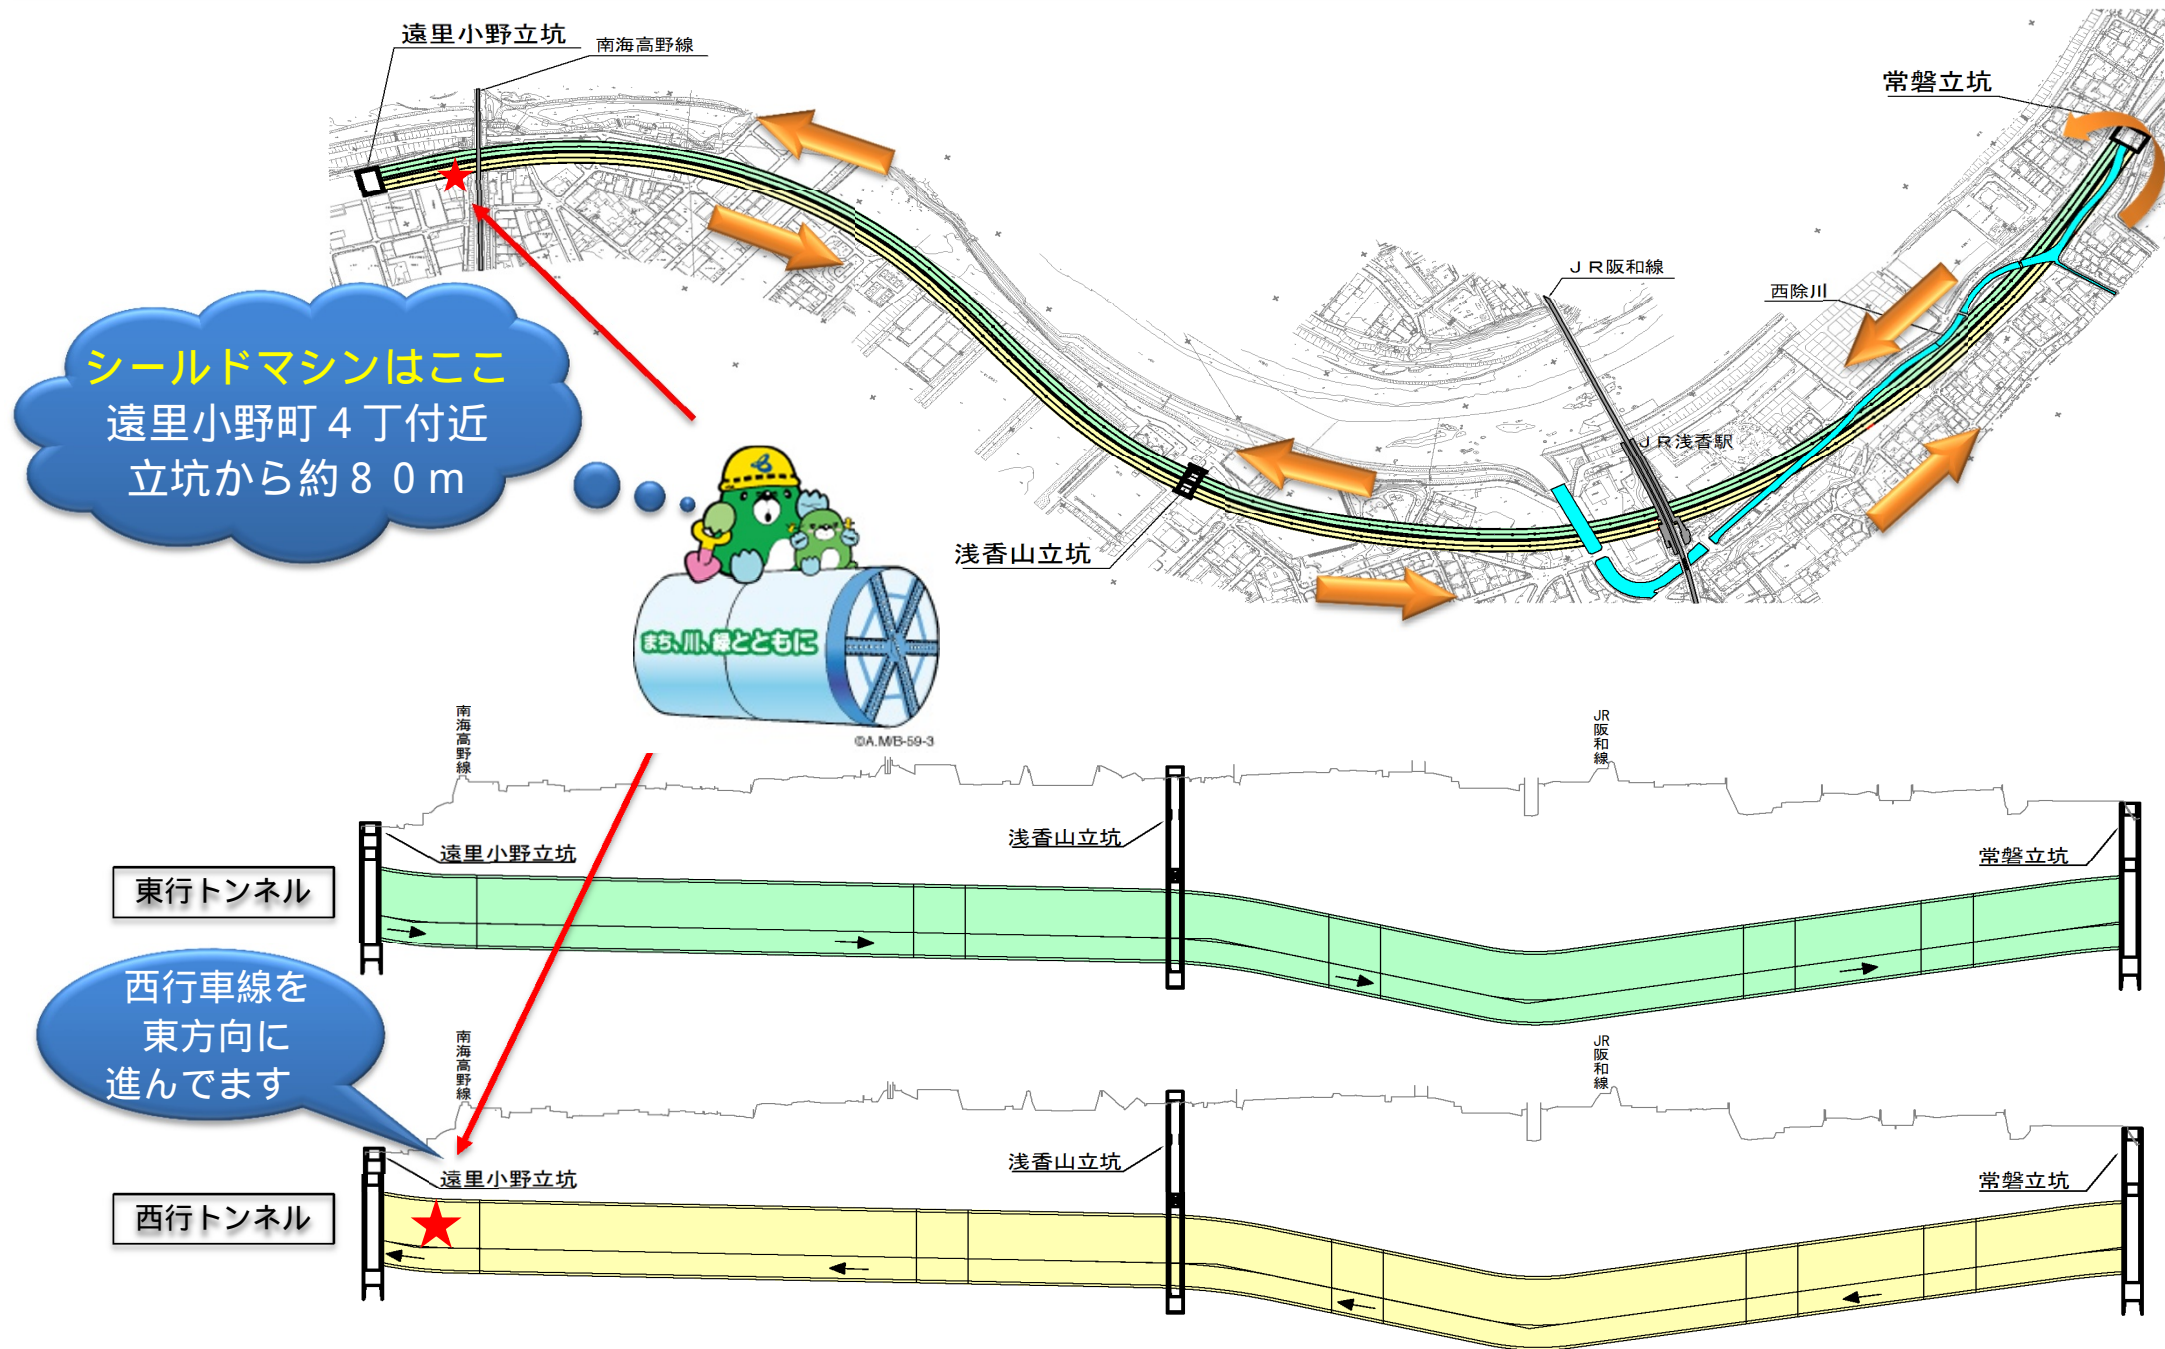 遠里小野立坑
南海高野線
常磐立坑
JR阪和線
西除川
シールドマシンはここ
遠里小野町4丁付近
立坑から約80m
JR浅香駅
浅香山立坑
まち、川、緑とともに
©A.M/B-59-3
南海高野線
JR阪和線
浅香山立坑
遠里小野立坑
常磐立坑
東行トンネル
西行車線を
東方向に
進んでます
南海高野線
JR阪和線
浅香山立坑
遠里小野立坑
常磐立坑
西行トンネル